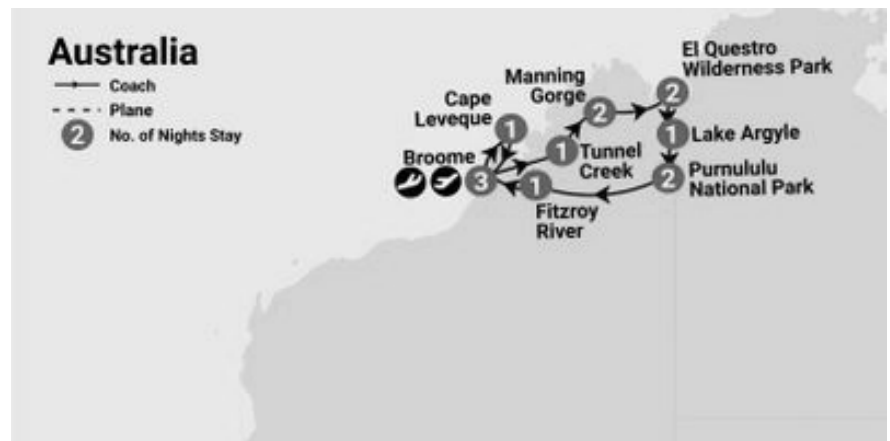 Australia
Coach
Plane
2 No. of Nights Stay
El Questro
Wilderness Park
Manning
Gorge
2
2
Cape
Leveque
1
1
Lake Argyle
Broome
1
Tunnel
Creek
3
1
2
Purnululu
National Park
Fitzroy
River